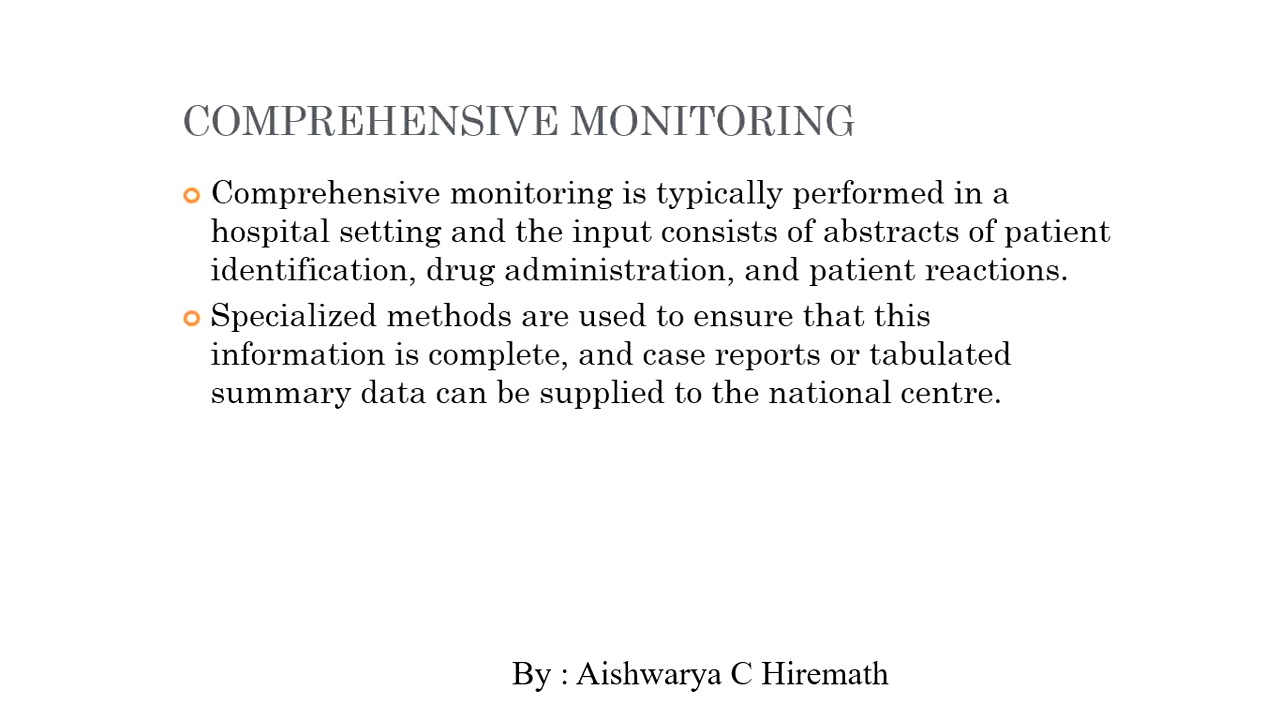 COMPREHENSIVE MONITORING
Comprehensive monitoring is typically performed in a
hospital setting and the input consists of abstracts of patient
identification, drug administration, and patient reactions.
Specialized methods are used to ensure that this
information is complete, and case reports or tabulated
summary data can be supplied to the national centre.
By : Aishwarya C Hiremath